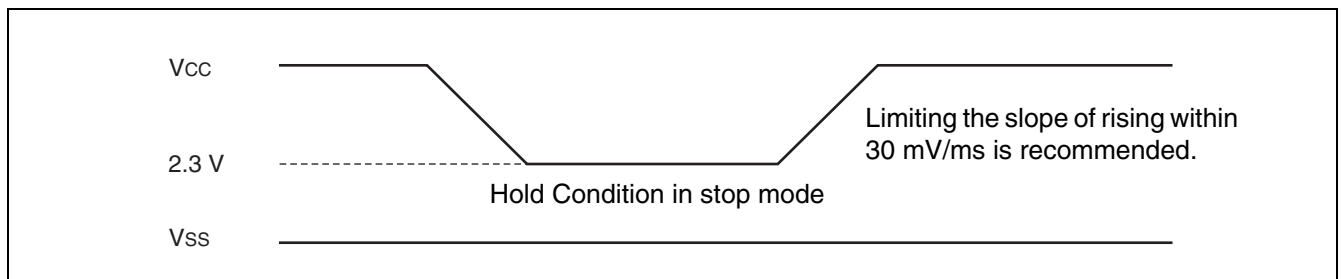 Vcc
Limiting the slope of rising within
30 mV/ms is recommended.
2.3 V
Hold Condition in stop mode
Vss